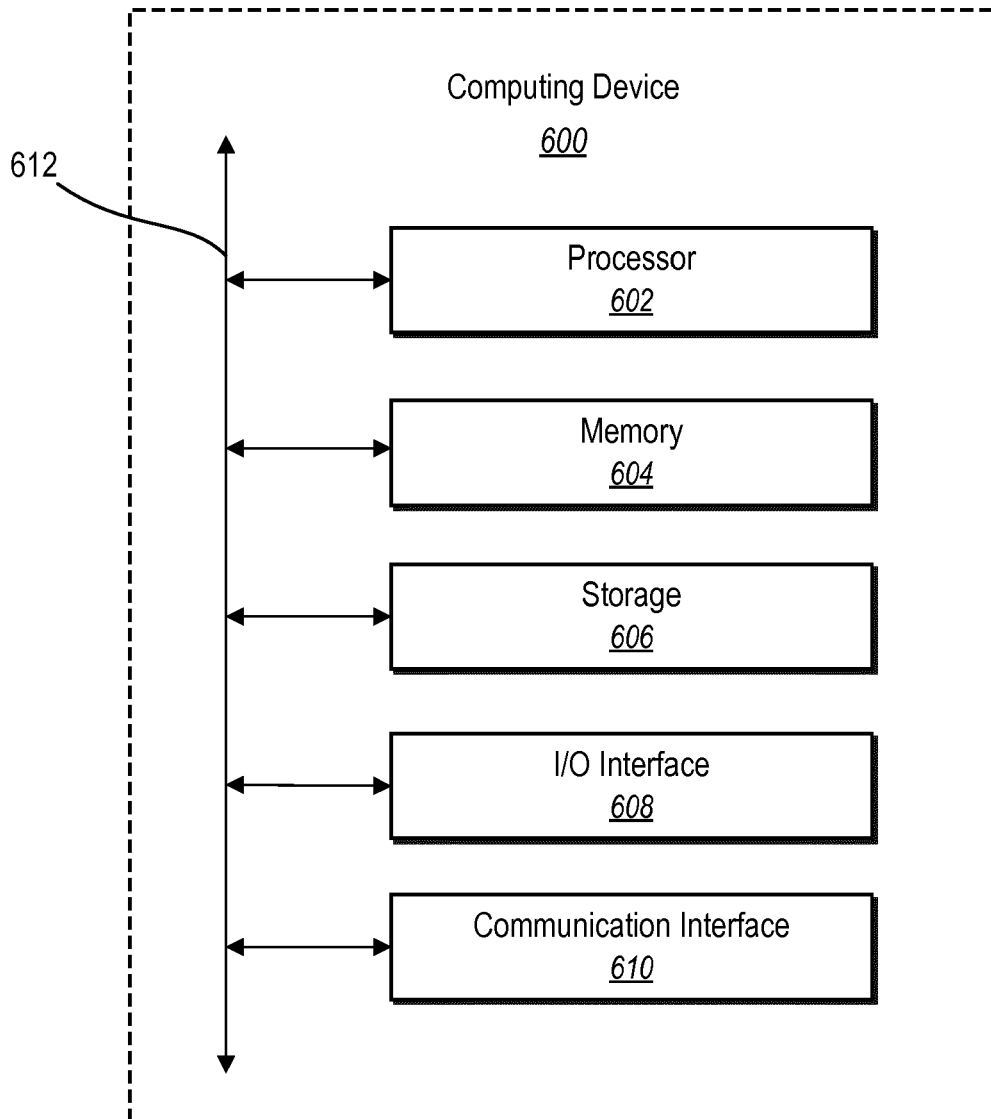 Computing Device
600
612
Processor
602
Memory
604
Storage
606
I/O Interface
608
Communication Interface
610